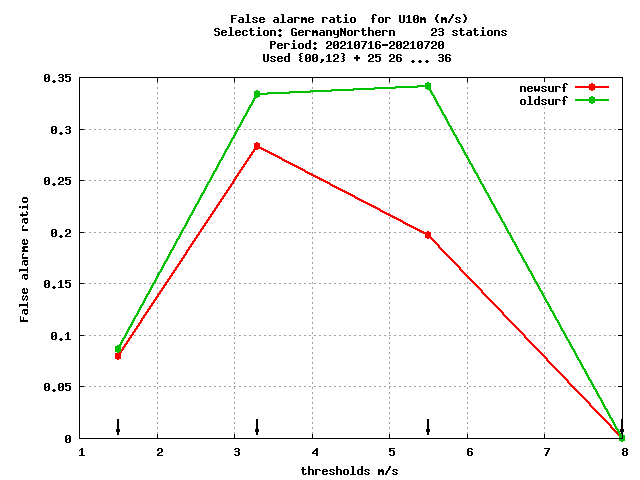 False alarme ratio  for U10m (m/s)
Selection: GermanyNorthern     23 stations
Period: 20210716-20210720
Used {00,12} + 25 26 ... 36
newsurf
oldsurf
False alarme ratio
0.35
0.3
0.25
0.2
0.15
0.1
0.05
0
1 2 3 4 5 6 7 8
thresholds m/s